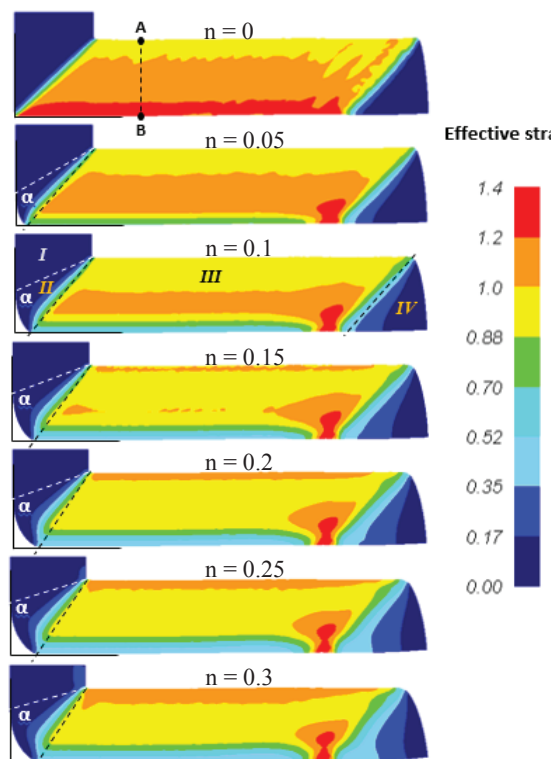 A
n = 0
B
n = 0.05
Effective stra
α
1.4
1.2
n = 0.1
I
II
III
IV
α
1.0
0.88
n = 0.15
α
0.70
0.52
n = 0.2
α
0.35
0.17
n = 0.25
α
0.00
n = 0.3
α